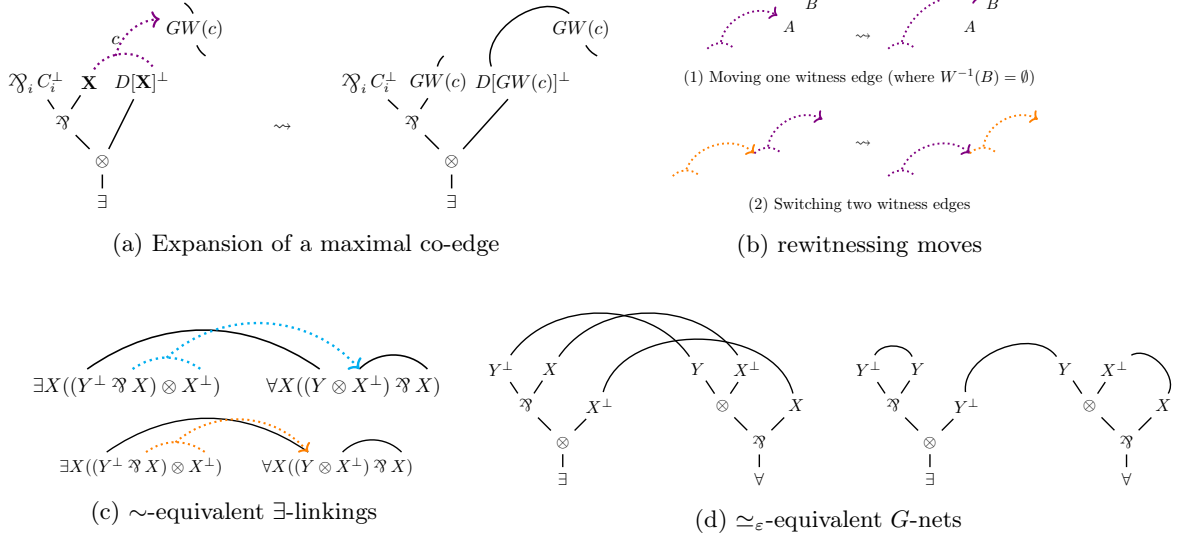 c GW(c)
⅋ᵢ Cᵢ^⊥ X D[X]^⊥
⅋
⊗
∃
⇝
GW(c)
⅋ᵢ Cᵢ^⊥ GW(c) D[GW(c)]^⊥
⅋
⊗
∃
(a) Expansion of a maximal co-edge
B
A
⇝
B
A
(1) Moving one witness edge (where W⁻¹(B) = ∅)
⇝
(2) Switching two witness edges
(b) rewitnessing moves
∃X((Y^⊥ ⅋ X) ⊗ X^⊥) ∀X((Y ⊗ X^⊥) ⅋ X)
∃X((Y^⊥ ⅋ X) ⊗ X^⊥) ∀X((Y ⊗ X^⊥) ⅋ X)
(c) ∼-equivalent ∃-linkings
Y^⊥ X Y X^⊥
⅋ X^⊥ ⊗ X
⊗ ⅋
∃ ∀
Y^⊥ Y Y X^⊥
⅋ Y^⊥ ⊗ X
⊗ ⅋
∃ ∀
(d) ≃_ε-equivalent G-nets